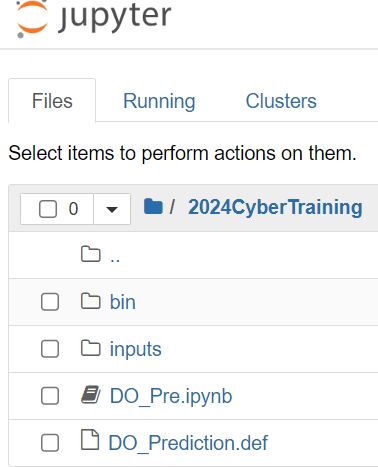 jupyter
Files Running Clusters
Select items to perform actions on them.
0 / 2024CyberTraining
..
bin
inputs
DO_Pre.ipynb
DO_Prediction.def